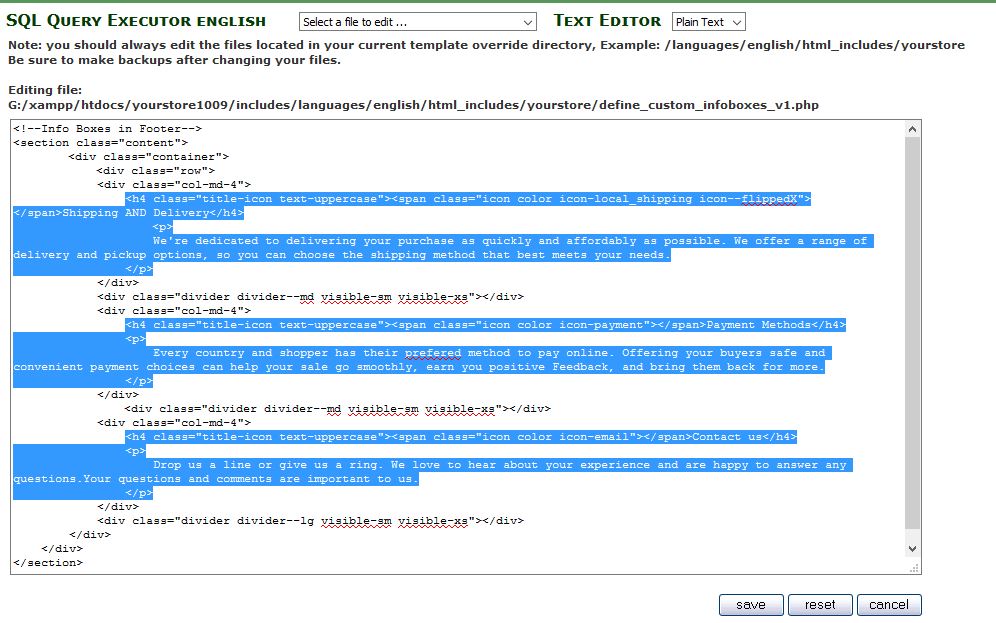 SQL Query Executor english Select a file to edit ... Text Editor Plain Text
Note: you should always edit the files located in your current template override directory, Example: /languages/english/html_includes/yourstore
Be sure to make backups after changing your files.
Editing file:
G:/xampp/htdocs/yourstore1009/includes/languages/english/html_includes/yourstore/define_custom_infoboxes_v1.php
<!--Info Boxes in Footer-->
<section class="content">
<div class="container">
<div class="row">
<div class="col-md-4">
<h4 class="title-icon text-uppercase"><span class="icon color icon-local_shipping icon--flippedX">
</span>Shipping AND Delivery</h4>
<p>
We're dedicated to delivering your purchase as quickly and affordably as possible. We offer a range of
delivery and pickup options, so you can choose the shipping method that best meets your needs.
</p>
</div>
<div class="divider divider--md visible-sm visible-xs"></div>
<div class="col-md-4">
<h4 class="title-icon text-uppercase"><span class="icon color icon-payment"></span>Payment Methods</h4>
<p>
Every country and shopper has their prefered method to pay online. Offering your buyers safe and
convenient payment choices can help your sale go smoothly, earn you positive Feedback, and bring them back for more.
</p>
</div>
<div class="divider divider--md visible-sm visible-xs"></div>
<div class="col-md-4">
<h4 class="title-icon text-uppercase"><span class="icon color icon-email"></span>Contact us</h4>
<p>
Drop us a line or give us a ring. We love to hear about your experience and are happy to answer any
questions.Your questions and comments are important to us.
</p>
</div>
<div class="divider divider--lg visible-sm visible-xs"></div>
</div>
</div>
</section>
save reset cancel